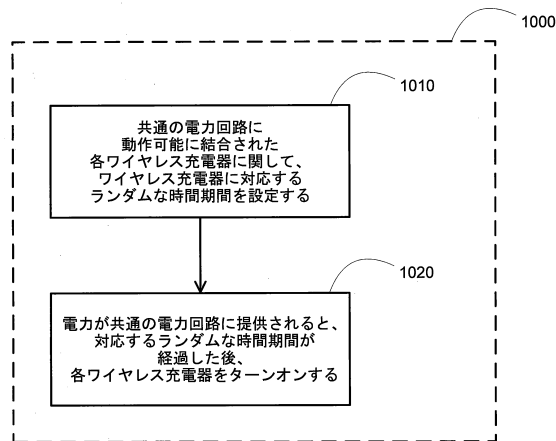 1000
1010
共通の電力回路に
動作可能に結合された
各ワイヤレス充電器に関して、
ワイヤレス充電器に対応する
ランダムな時間期間を設定する
1020
電力が共通の電力回路に提供されると、
対応するランダムな時間期間が
経過した後、
各ワイヤレス充電器をターンオンする